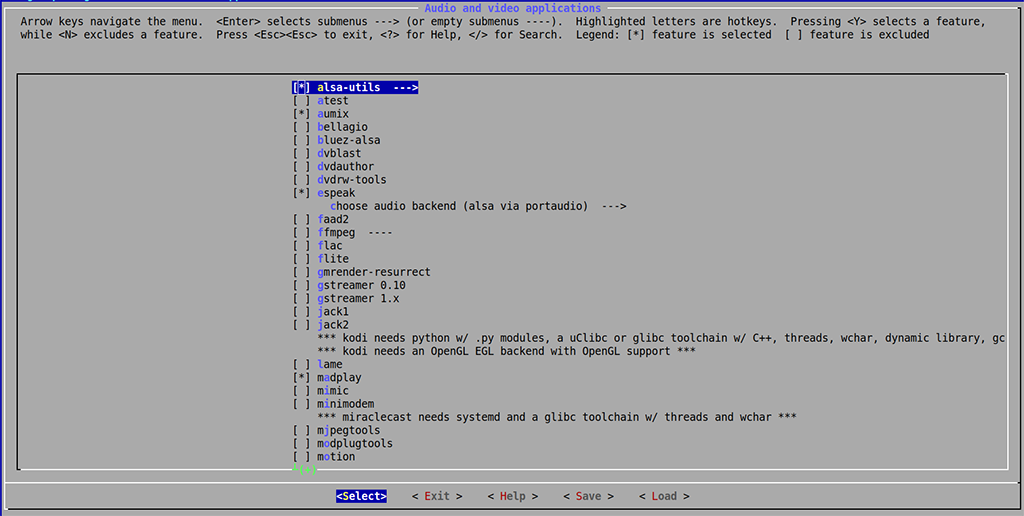 Audio and video applications
Arrow keys navigate the menu.  <Enter> selects submenus ---> (or empty submenus ----).  Highlighted letters are hotkeys.  Pressing <Y> selects a feature,
while <N> excludes a feature.  Press <Esc><Esc> to exit, <?> for Help, </> for Search.  Legend: [*] feature is selected  [ ] feature is excluded
[*] alsa-utils  --->
[ ] atest
[*] aumix
[ ] bellagio
[ ] bluez-alsa
[ ] dvblast
[ ] dvdauthor
[ ] dvdrw-tools
[*] espeak
choose audio backend (alsa via portaudio)  --->
[ ] faad2
[ ] ffmpeg  ----
[ ] flac
[ ] flite
[ ] gmrender-resurrect
[ ] gstreamer 0.10
[ ] gstreamer 1.x
[ ] jack1
[ ] jack2
*** kodi needs python w/ .py modules, a uClibc or glibc toolchain w/ C++, threads, wchar, dynamic library, gc
*** kodi needs an OpenGL EGL backend with OpenGL support ***
[ ] lame
[*] madplay
[ ] mimic
[ ] minimodem
*** miraclecast needs systemd and a glibc toolchain w/ threads and wchar ***
[ ] mjpegtools
[ ] modplugtools
[ ] motion
<Select>    < Exit >    < Help >    < Save >    < Load >